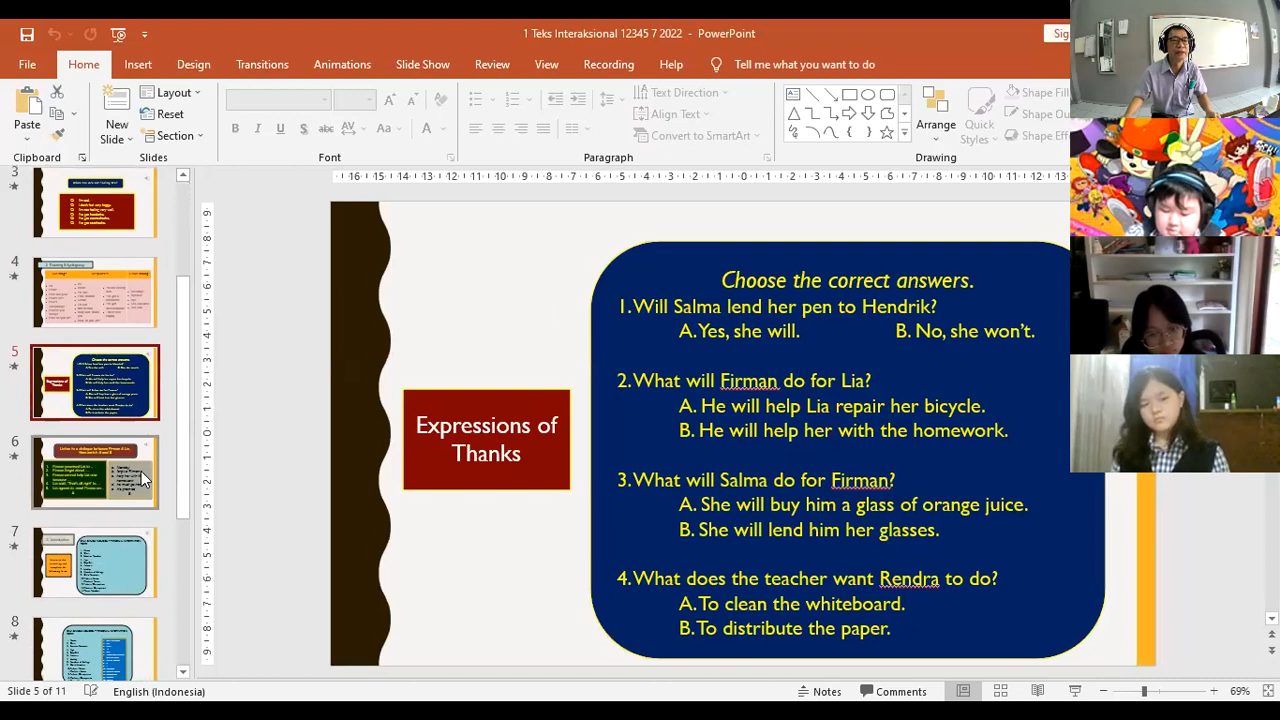 1 Teks Interaksional 12345 7 2022 - PowerPoint
File Home Insert Design Transitions Animations Slide Show Review View Recording Help Tell me what you want to do
Paste
Clipboard
New Slide
Layout
Reset
Section
Slides
Font
Text Direction
Align Text
Convert to SmartArt
Paragraph
Arrange
Quick Styles
Drawing
3
4
5
6
7
8
Expressions of
Thanks
Choose the correct answers.
1.Will Salma lend her pen to Hendrik?
A. Yes, she will. B. No, she won't.
2.What will Firman do for Lia?
A. He will help Lia repair her bicycle.
B. He will help her with the homework.
3.What will Salma do for Firman?
A. She will buy him a glass of orange juice.
B. She will lend him her glasses.
4.What does the teacher want Rendra to do?
A. To clean the whiteboard.
B. To distribute the paper.
Slide 5 of 11 English (Indonesia) Notes Comments 69%